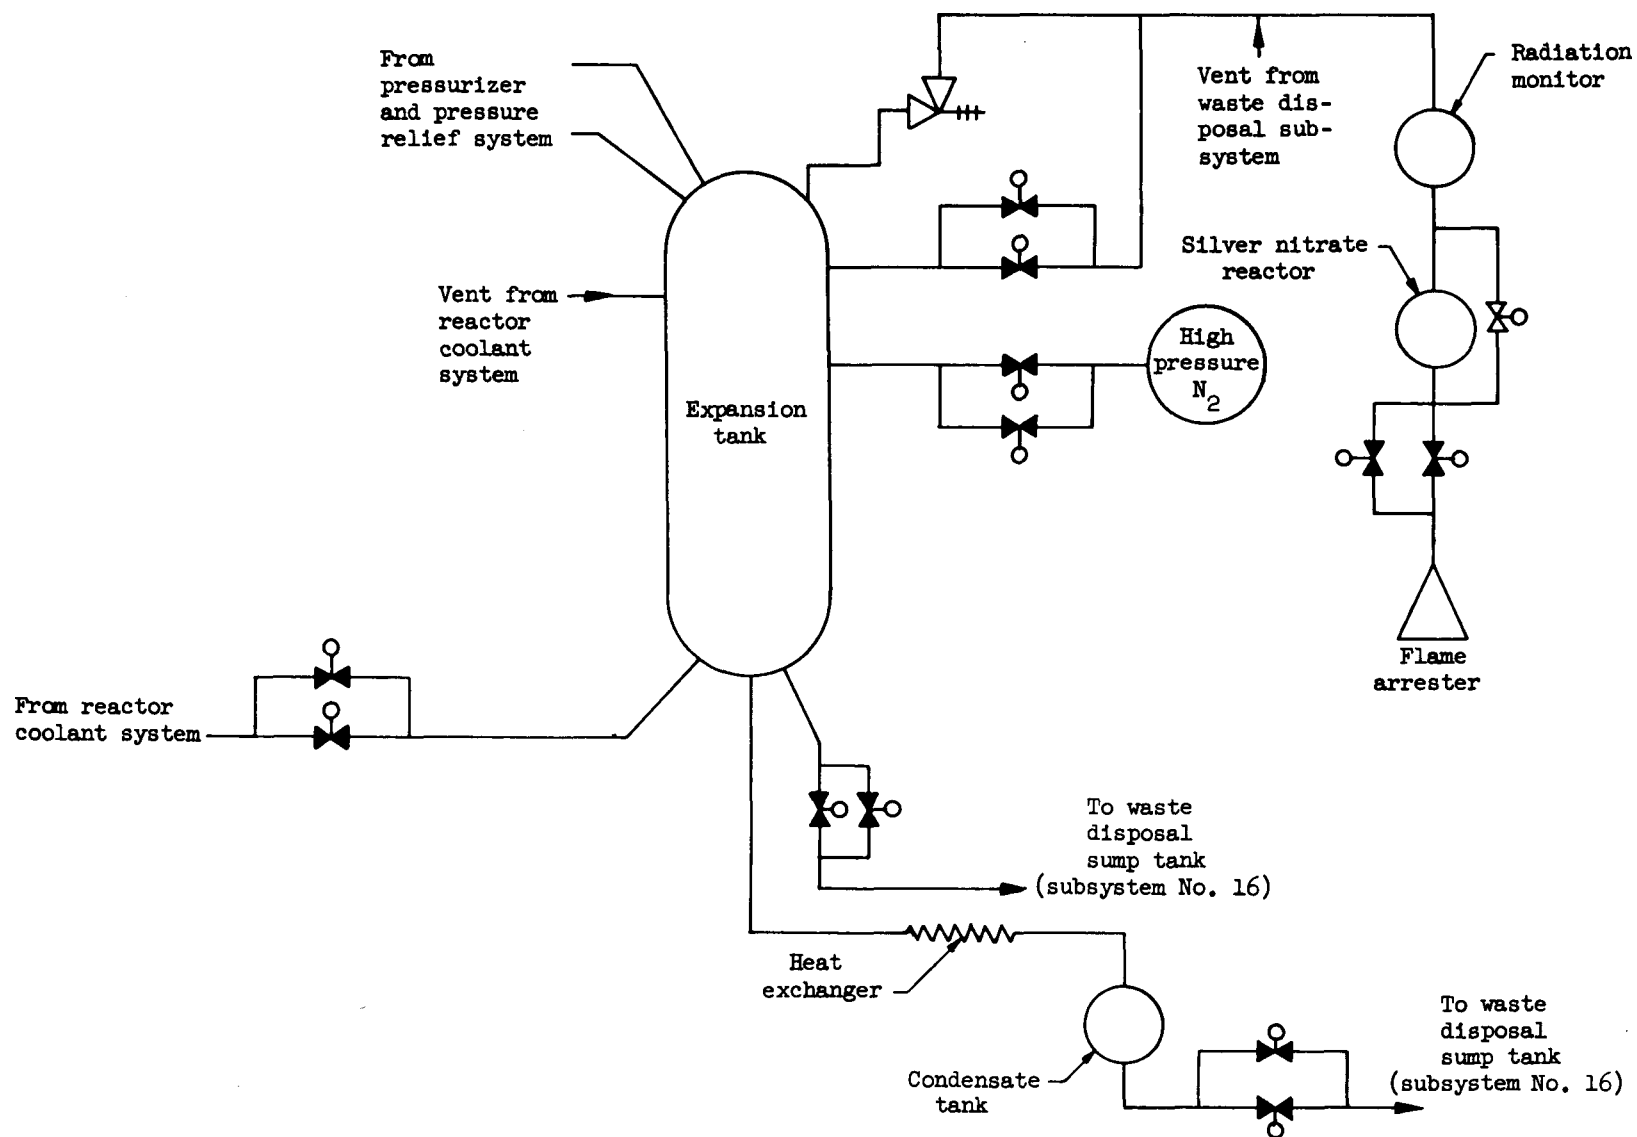 From
pressurizer
and pressure
relief system
Vent from
waste dis-
posal sub-
system
Radiation
monitor
Silver nitrate
reactor
Vent from
reactor
coolant
system
High
pressure
N2
Expansion
tank
Flame
arrester
From reactor
coolant system
To waste
disposal
sump tank
(subsystem No. 16)
Heat
exchanger
To waste
disposal
sump tank
(subsystem No. 16)
Condensate
tank